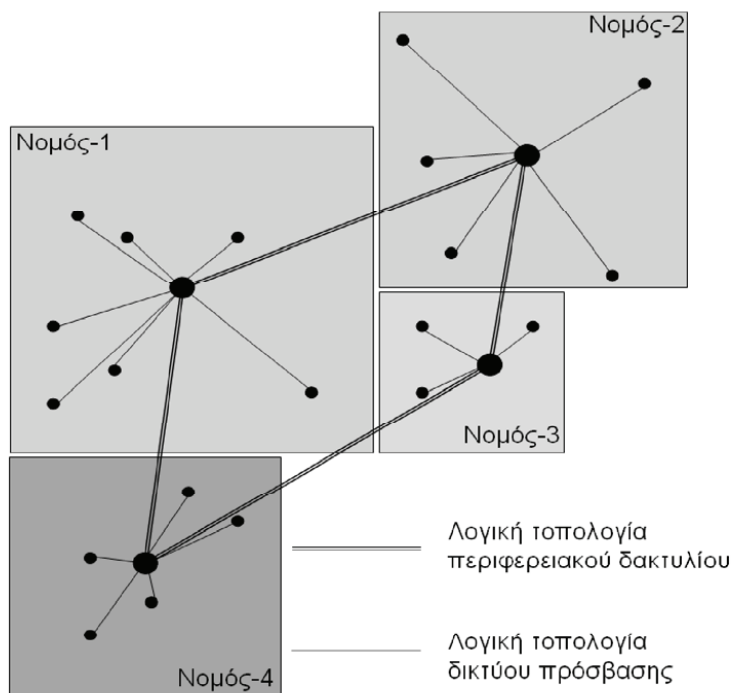 Νομός-2
Νομός-1
Νομός-3
Λογική τοπολογία
περιφερειακού δακτυλίου
Λογική τοπολογία
δικτύου πρόσβασης
Νομός-4